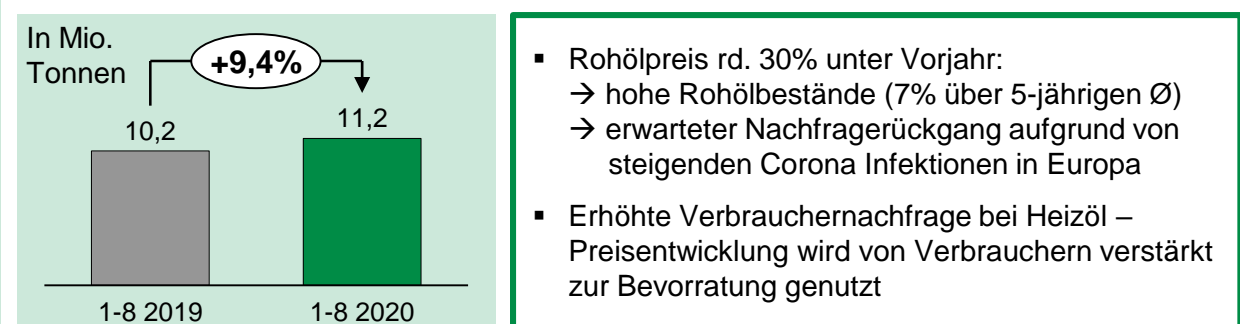 In Mio.
Tonnen
+9,4%
10,2
11,2
1-8 2019
1-8 2020
▪ Rohölpreis rd. 30% unter Vorjahr:
→ hohe Rohölbestände (7% über 5-jährigen Ø)
→ erwarteter Nachfragerückgang aufgrund von
steigenden Corona Infektionen in Europa
▪ Erhöhte Verbrauchernachfrage bei Heizöl –
Preisentwicklung wird von Verbrauchern verstärkt
zur Bevorratung genutzt